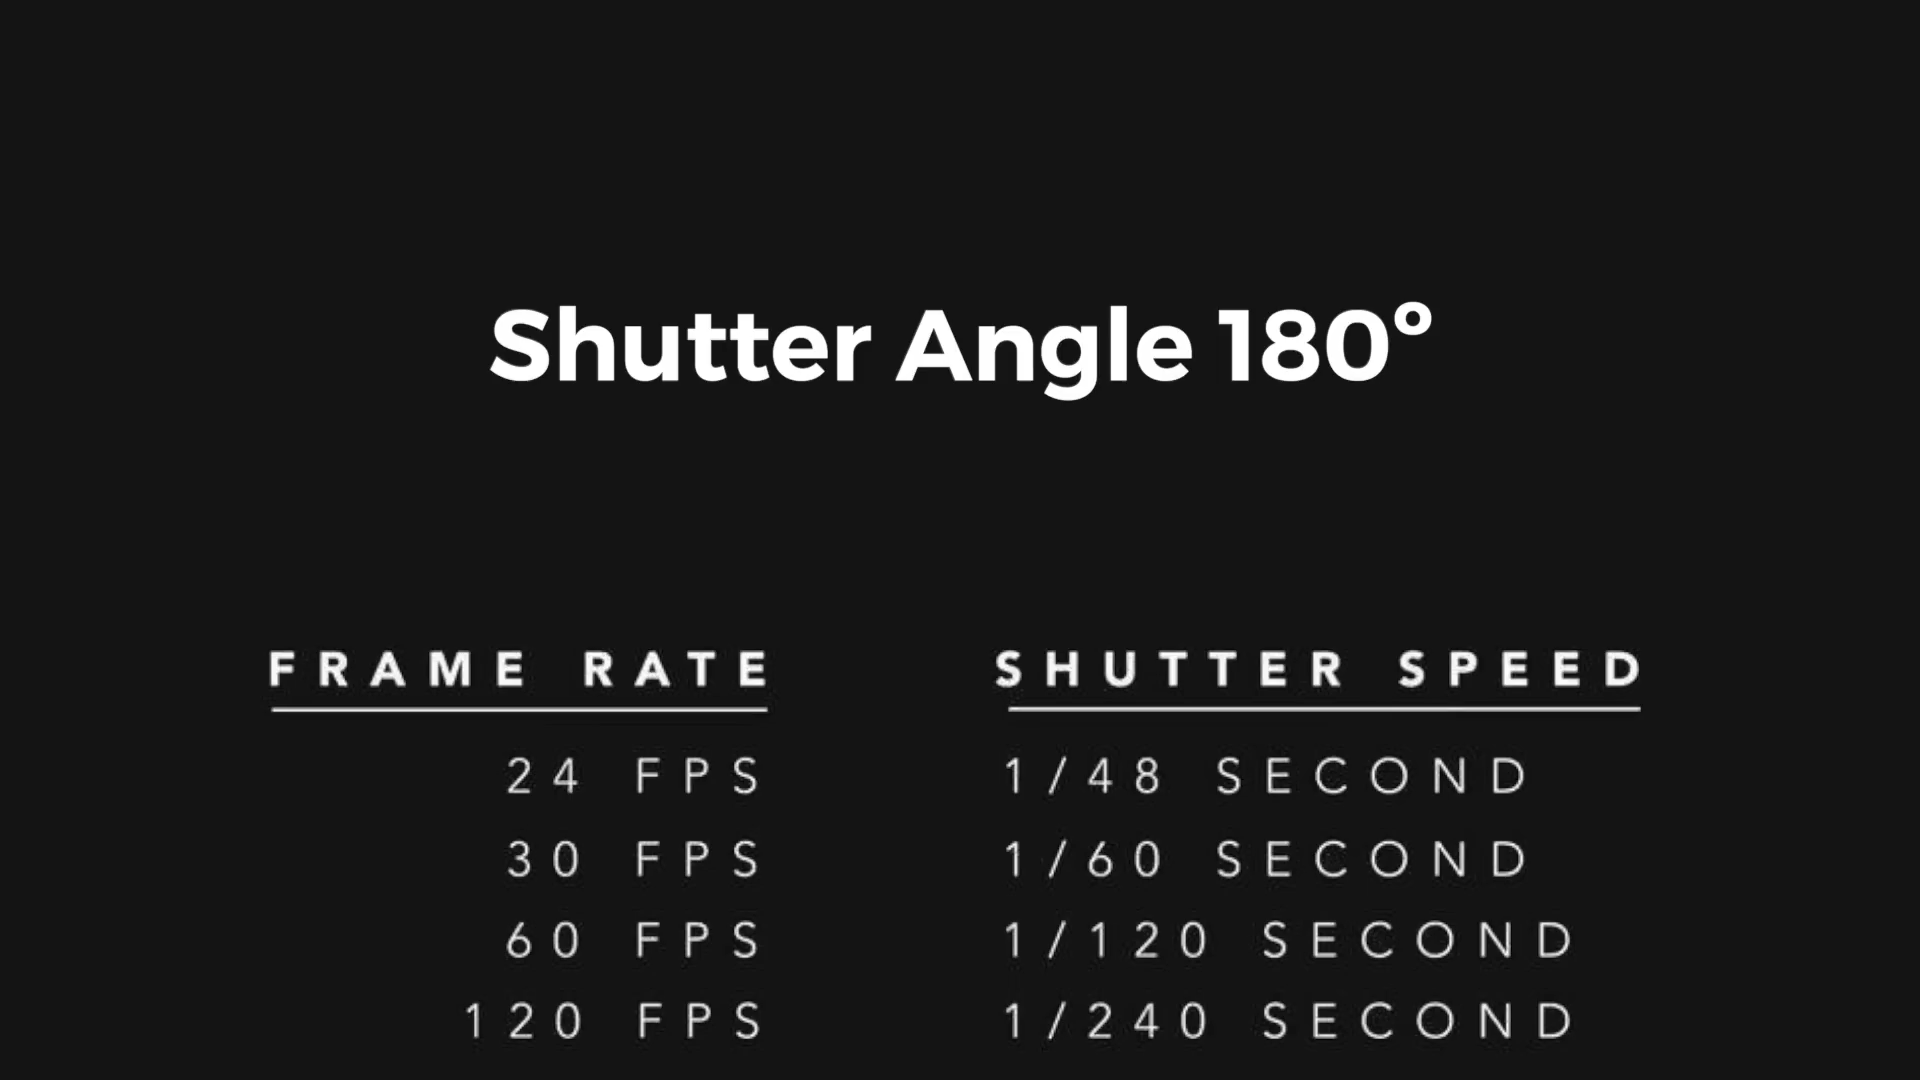 Shutter Angle 180º
FRAME RATE SHUTTER SPEED
24 FPS 1/48 SECOND
30 FPS 1/60 SECOND
60 FPS 1/120 SECOND
120 FPS 1/240 SECOND